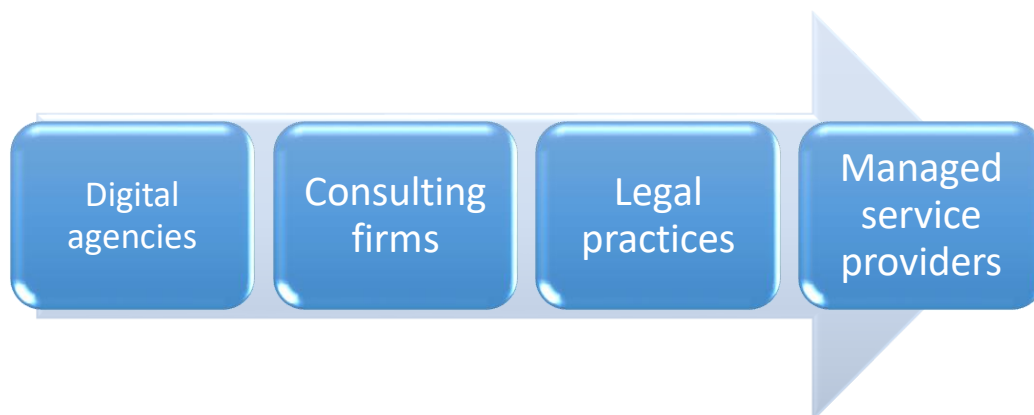 Digital
agencies
Consulting
firms
Legal
practices
Managed
service
providers